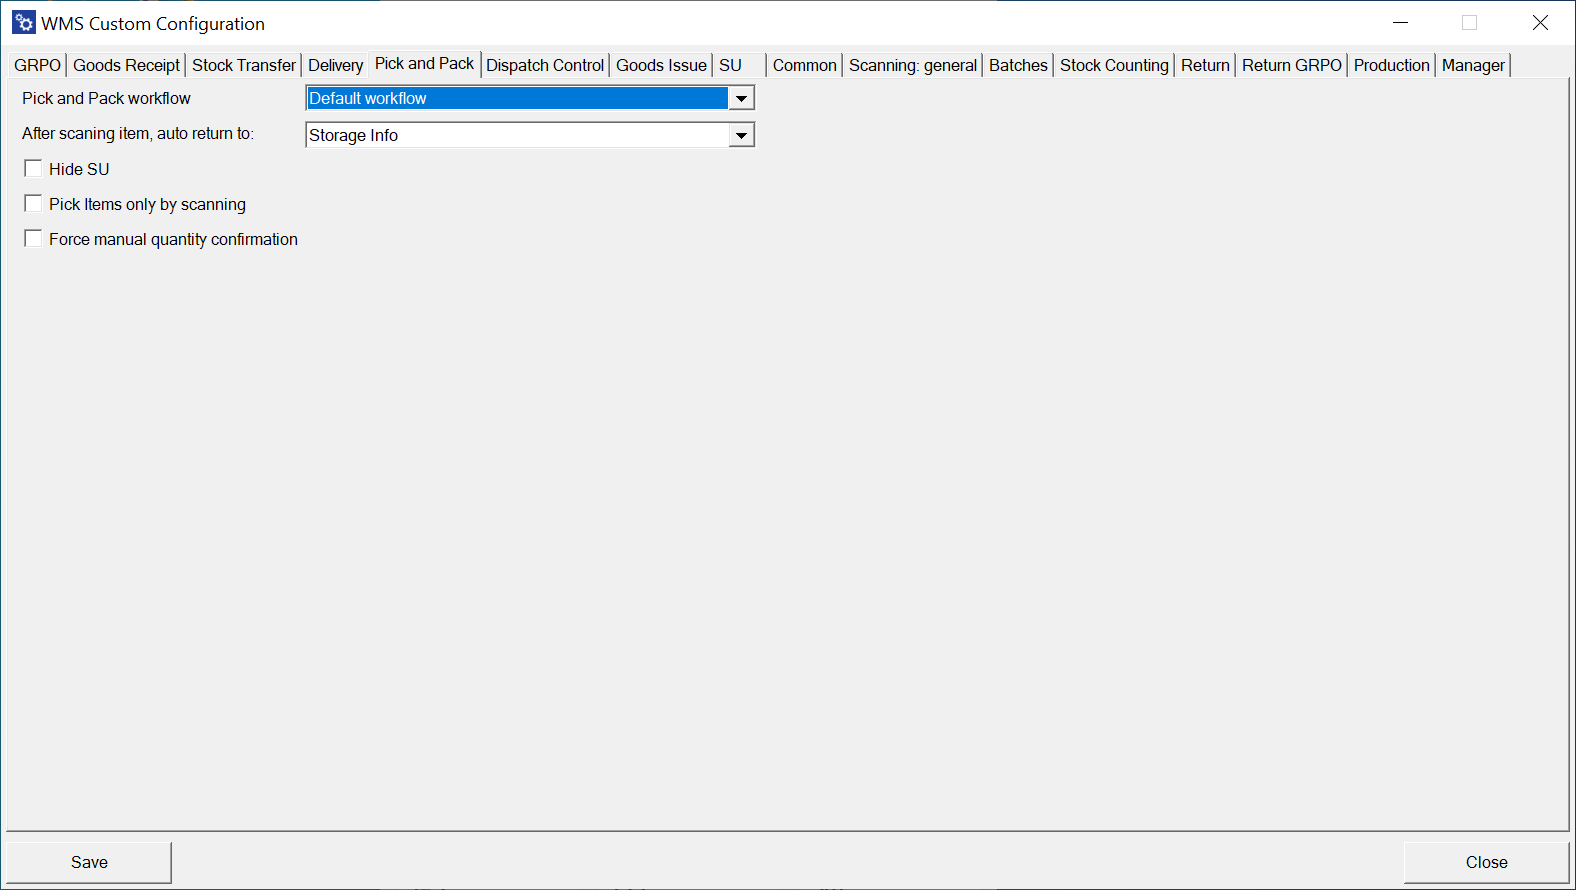 WMS Custom Configuration
GRPO Goods Receipt Stock Transfer Delivery Pick and Pack Dispatch Control Goods Issue SU Common Scanning: general Batches Stock Counting Return Return GRPO Production Manager
Pick and Pack workflow Default workflow
After scaning item, auto return to: Storage Info
Hide SU
Pick Items only by scanning
Force manual quantity confirmation
Save Close